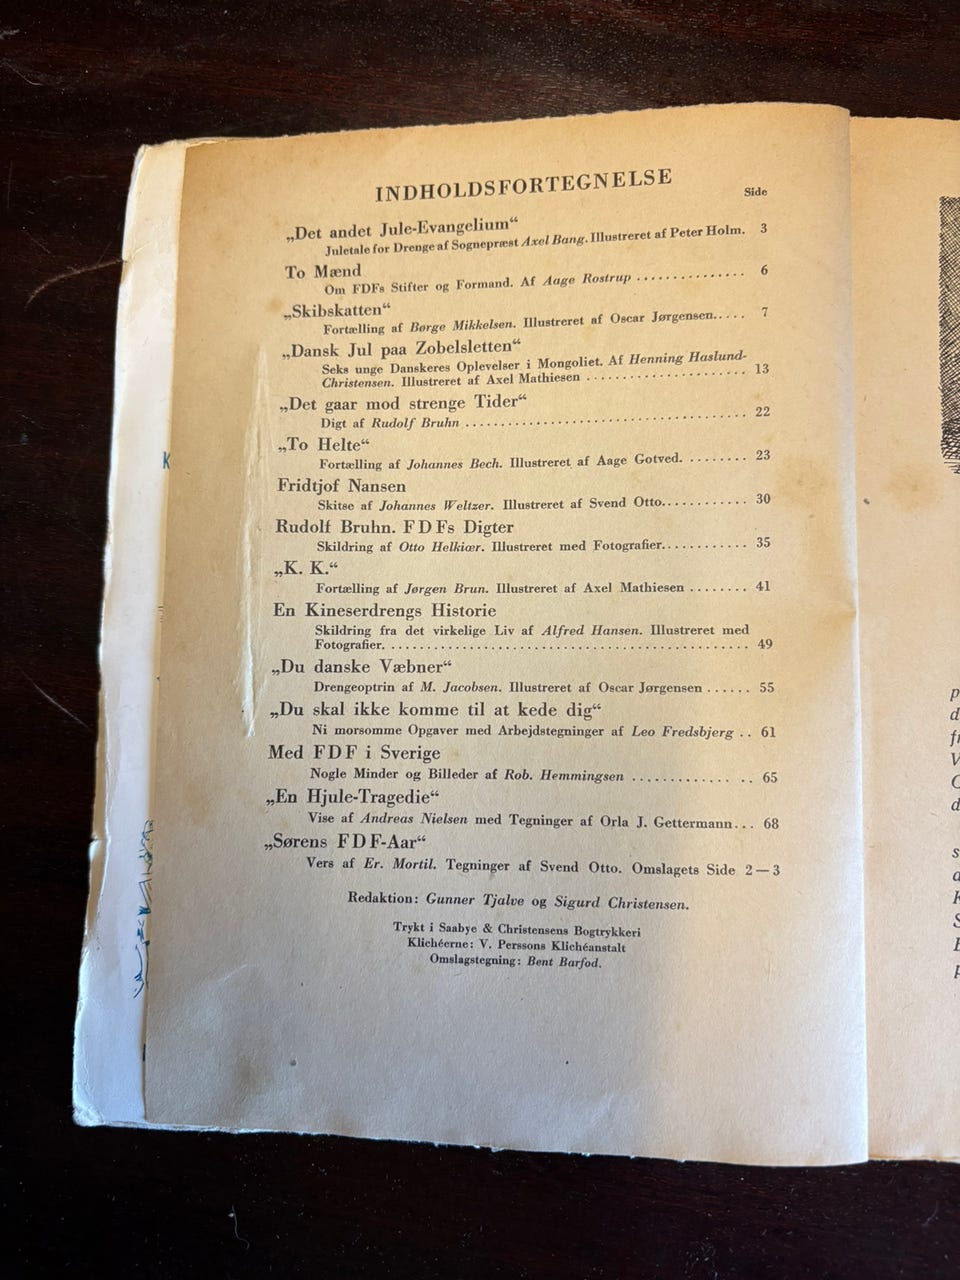 INDHOLDSFORTEGNELSE
Side
„Det andet Jule-Evangelium“
Juletale for Drenge af Sognepræst Axel Bang. Illustreret af Peter Holm. 3
To Mænd
Om FDFs Stifter og Formand. Af Aage Rostrup .............. 6
„Skibskatten“
Fortælling af Børge Mikkelsen. Illustreret af Oscar Jørgensen..... 7
„Dansk Jul paa Zobelsletten“
Seks unge Danskeres Oplevelser i Mongoliet. Af Henning Haslund-
Christensen. Illustreret af Axel Mathiesen .................... 13
„Det gaar mod strenge Tider“
Digt af Rudolf Bruhn ................................... 22
„To Helte“
Fortælling af Johannes Bech. Illustreret af Aage Gotved. ........ 23
Fridtjof Nansen
Skitse af Johannes Weltzer. Illustreret af Svend Otto........... 30
Rudolf Bruhn. FDFs Digter
Skildring af Otto Helkiær. Illustreret med Fotografier........... 35
„K. K.“
Fortælling af Jørgen Brun. Illustreret af Axel Mathiesen ........ 41
En Kineserdrengs Historie
Skildring fra det virkelige Liv af Alfred Hansen. Illustreret med
Fotografier. ............................................. 49
„Du danske Væbner“
Drengeoptrin af M. Jacobsen. Illustreret af Oscar Jørgensen ...... 55
„Du skal ikke komme til at kede dig“
Ni morsomme Opgaver med Arbejdstegninger af Leo Fredsbjerg .. 61
Med FDF i Sverige
Nogle Minder og Billeder af Rob. Hemmingsen ............. .. 65
„En Hjule-Tragedie“
Vise af Andreas Nielsen med Tegninger af Orla J. Gettermann... 68
„Sørens FDF-Aar“
Vers af Er. Mortil. Tegninger af Svend Otto. Omslagets Side 2—3
Redaktion: Gunner Tjalve og Sigurd Christensen.
Trykt i Saabye & Christensens Bogtrykkeri
Klichéerne: V. Perssons Klichéanstalt
Omslagstegning: Bent Barfod.